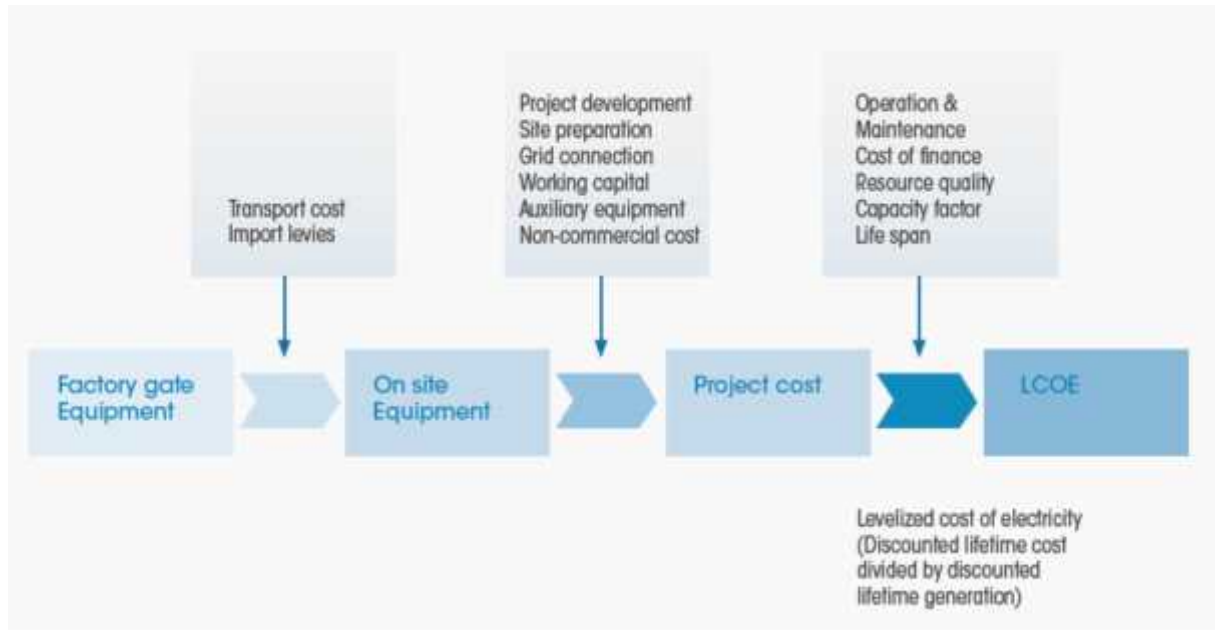 Transport cost
Import levies
Project development
Site preparation
Grid connection
Working capital
Auxiliary equipment
Non-commercial cost
Operation &
Maintenance
Cost of finance
Resource quality
Capacity factor
Life span
Factory gate
Equipment
On site
Equipment
Project cost
LCOE
Levelized cost of electricity
(Discounted lifetime cost
divided by discounted
lifetime generation)